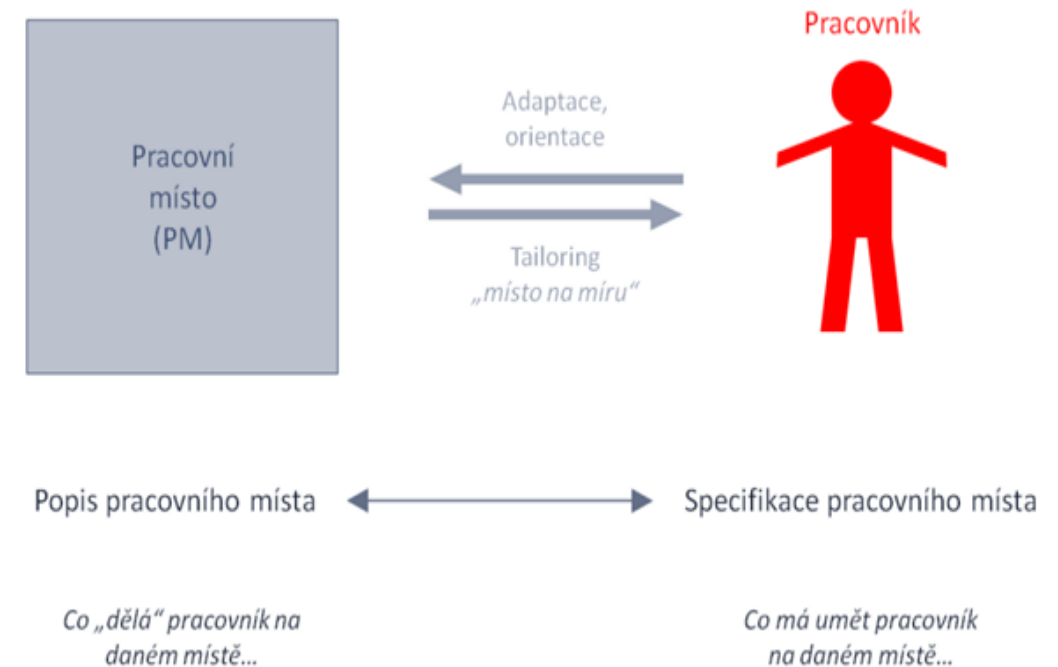 Pracovník
Adaptace,
orientace
Pracovní
místo
(PM)
Tailoring
„místo na míru“
Popis pracovního místa
Specifikace pracovního místa
Co „dělá“ pracovník na
daném místě...
Co má umět pracovník
na daném místě...